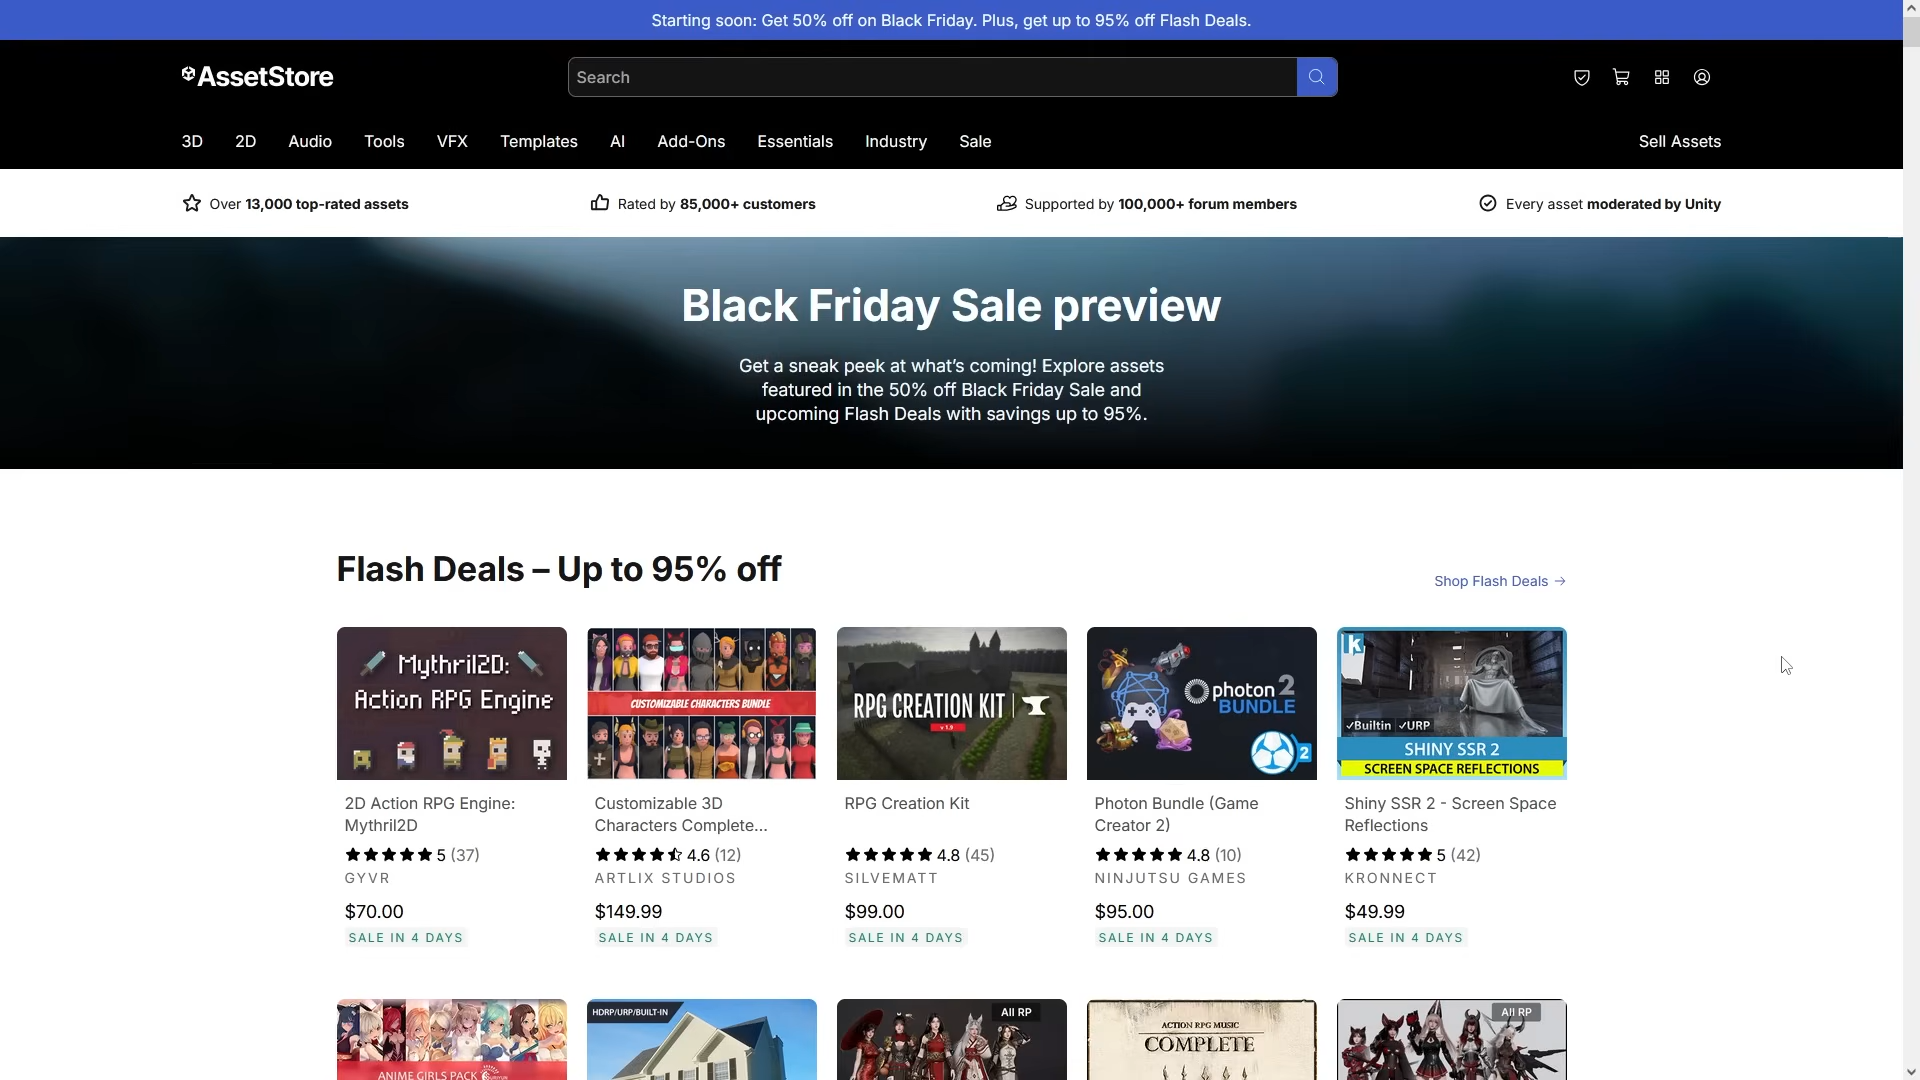 Starting soon: Get 50% off on Black Friday. Plus, get up to 95% off Flash Deals.
AssetStore
Search
3D 2D Audio Tools VFX Templates AI Add-Ons Essentials Industry Sale Sell Assets
Over 13,000 top-rated assets
Rated by 85,000+ customers
Supported by 100,000+ forum members
Every asset moderated by Unity
Black Friday Sale preview
Get a sneak peek at what's coming! Explore assets
featured in the 50% off Black Friday Sale and
upcoming Flash Deals with savings up to 95%.
Flash Deals – Up to 95% off
Shop Flash Deals →
Mythril2D:
Action RPG Engine
2D Action RPG Engine:
Mythril2D
5 (37)
GYVR
$70.00
SALE IN 4 DAYS
CUSTOMIZABLE CHARACTERS BUNDLE
Customizable 3D
Characters Complete...
4.6 (12)
ARTLIX STUDIOS
$149.99
SALE IN 4 DAYS
RPG CREATION KIT
v 1.9
RPG Creation Kit
4.8 (45)
SILVEMATT
$99.00
SALE IN 4 DAYS
photon 2
BUNDLE
2
Photon Bundle (Game
Creator 2)
4.8 (10)
NINJUTSU GAMES
$95.00
SALE IN 4 DAYS
k
✓Builtin ✓URP
SHINY SSR 2
SCREEN SPACE REFLECTIONS
Shiny SSR 2 - Screen Space
Reflections
5 (42)
KRONNECT
$49.99
SALE IN 4 DAYS
ANIME GIRLS PACK
HDRP/URP/BUILT-IN
All RP
ACTION RPG MUSIC
COMPLETE
All RP